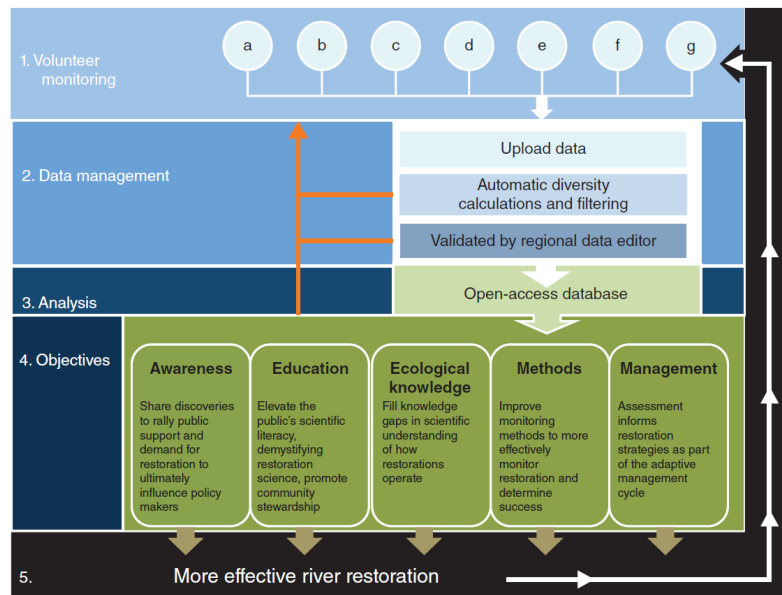 1. Volunteer
monitoring
a
b
c
d
e
f
g
2. Data management
Upload data
Automatic diversity
calculations and filtering
Validated by regional data editor
3. Analysis
Open-access database
4. Objectives
Awareness
Share discoveries
to rally public
support and
demand for
restoration to
ultimately
influence policy
makers
Education
Elevate the
public's scientific
literacy,
demystifying
restoration
science, promote
community
stewardship
Ecological
knowledge
Fill knowledge
gaps in scientific
understanding
of how
restorations
operate
Methods
Improve
monitoring
methods to more
effectively
monitor
restoration and
determine
success
Management
Assessment
informs
restoration
strategies as part
of the adaptive
management
cycle
5.
More effective river restoration